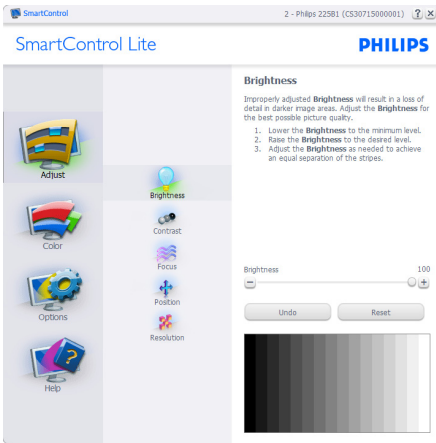 SmartControl
2 - Philips 225B1 (CS30715000001)
SmartControl Lite
PHILIPS
Adjust
Color
Options
Help
Brightness
Contrast
Focus
Position
Resolution
Brightness
Improperly adjusted Brightness will result in a loss of
detail in darker image areas. Adjust the Brightness for
the best possible picture quality.
1. Lower the Brightness to the minimum level.
2. Raise the Brightness to the desired level.
3. Adjust the Brightness as needed to achieve
an equal separation of the stripes.
Brightness
100
Undo
Reset